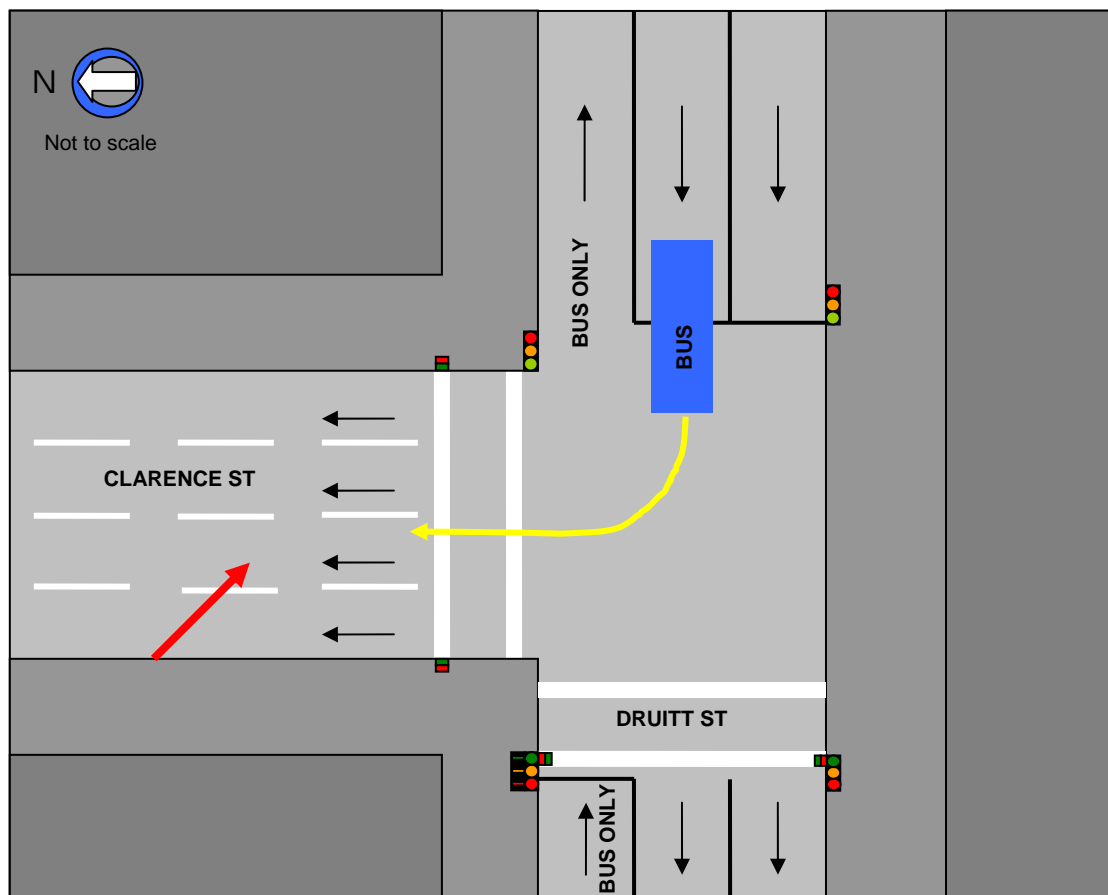 N
Not to scale
BUS ONLY
BUS
CLARENCE ST
DRUITT ST
BUS ONLY